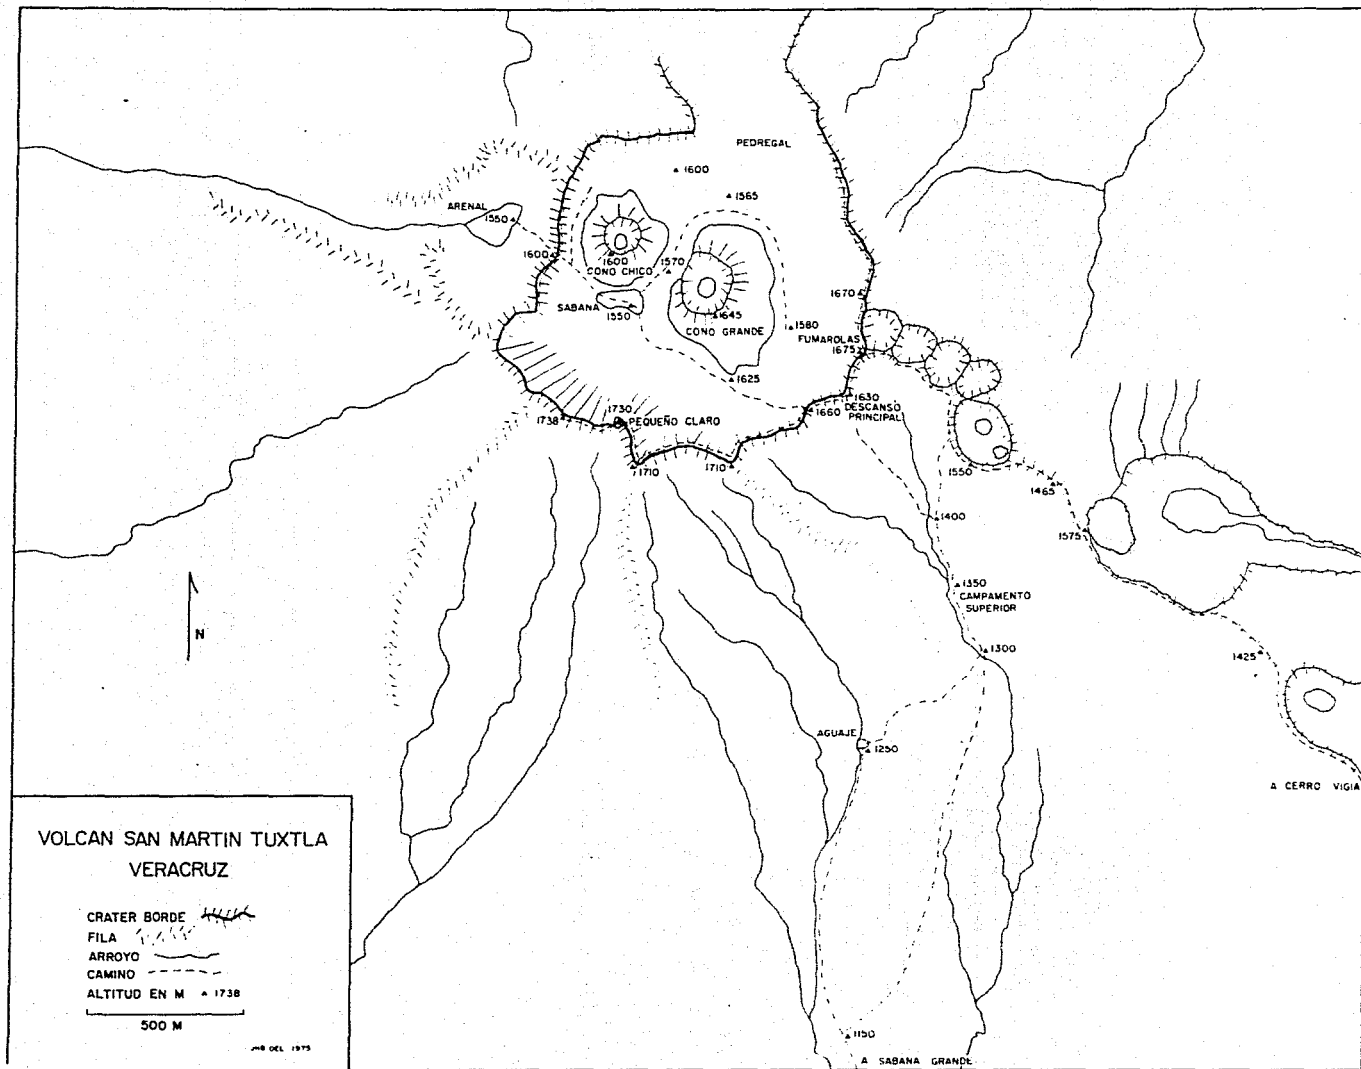 PEDREGAL
1600
1565
ARENAL
1550
1600
1600
CONO CHICO
1570
SABANA
1550
1645
CONO GRANDE
1670
1580
FUMAROLAS
1675
1625
1630
1660
DESCANSO
PRINCIPAL
1730
1738
PEQUEÑO CLARO
1710
1710
1550
1465
1400
1575
1350
CAMPAMENTO
SUPERIOR
1300
1425
AGUAJE
1250
A CERRO VIGIA
1150
A SABANA GRANDE
N
VOLCAN SAN MARTIN TUXTLA
VERACRUZ
CRATER BORDE
FILA
ARROYO
CAMINO
ALTITUD EN M 1738
500 M
DEL 1975